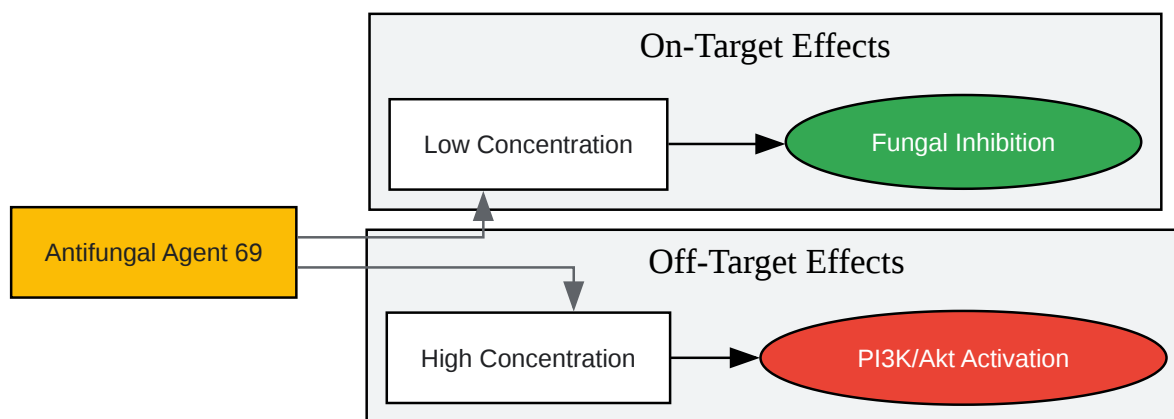 On-Target Effects
Low Concentration
Fungal Inhibition
Antifungal Agent 69
Off-Target Effects
High Concentration
PI3K/Akt Activation